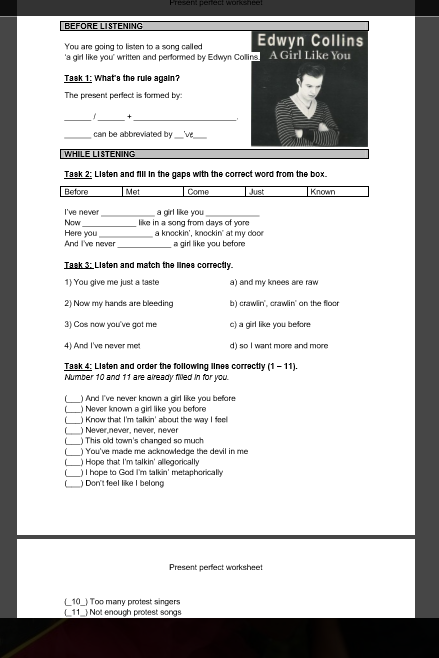 Present perfect worksheet
BEFORE LISTENING
Edwyn Collins
A Girl Like You
You are going to listen to a song called
'a girl like you' written and performed by Edwyn Collins.
Task 1: What's the rule again?
The present perfect is formed by:
______ / ______ + ________________________.
______ can be abbreviated by __'ve___
WHILE LISTENING
Task 2: Listen and fill in the gaps with the correct word from the box.
Before Met Come Just Known
I've never ____________ a girl like you ____________
Now ____________ like in a song from days of yore
Here you ____________ a knockin', knockin' at my door
And I've never ____________ a girl like you before
Task 3: Listen and match the lines correctly.
1) You give me just a taste a) and my knees are raw
2) Now my hands are bleeding b) crawlin', crawlin' on the floor
3) Cos now you've got me c) a girl like you before
4) And I've never met d) so I want more and more
Task 4: Listen and order the following lines correctly (1 – 11).
Number 10 and 11 are already filled in for you.
(___) And I've never known a girl like you before
(___) Never known a girl like you before
(___) Know that I'm talkin' about the way I feel
(___) Never,never, never, never
(___) This old town's changed so much
(___) You've made me acknowledge the devil in me
(___) Hope that I'm talkin' allegorically
(___) I hope to God I'm talkin' metaphorically
(___) Don't feel like I belong
Present perfect worksheet
(_10_) Too many protest singers
(_11_) Not enough protest songs